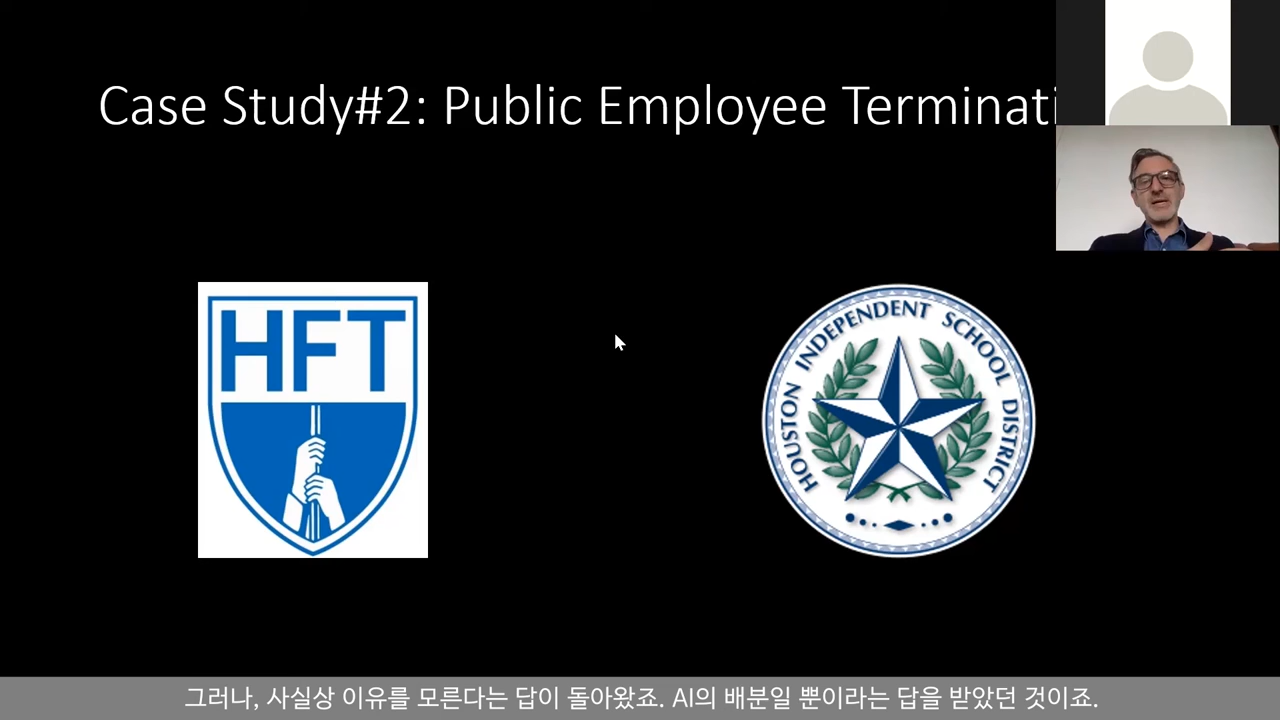 Case Study#2: Public Employee Terminati
HFT
HOUSTON INDEPENDENT SCHOOL DISTRICT
그러나, 사실상 이유를 모른다는 답이 돌아왔죠. AI의 배분일 뿐이라는 답을 받았던 것이죠.